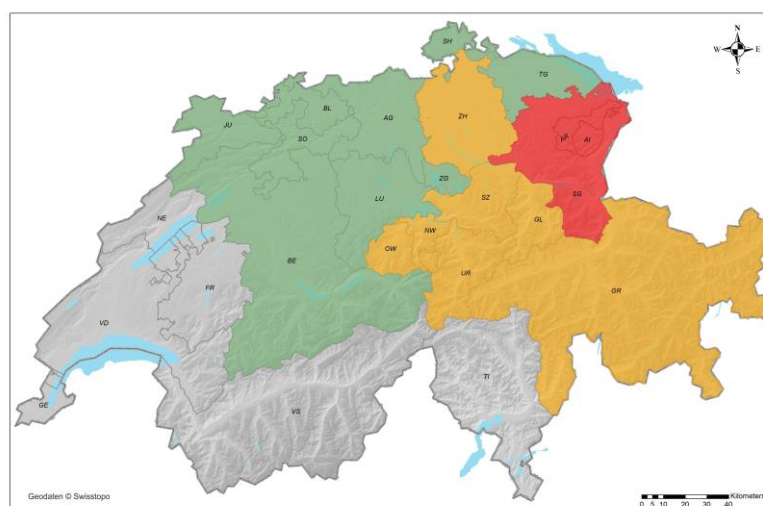 N
W E
S
SH
TG
BL
JU
AG
ZH
AR
AI
SO
ZG
LU
SG
SZ
NE
GL
NW
OW
BE
UR
FR
GR
VD
TI
GE
VS
Geodaten © Swisstopo
Kilometers
0 5 10 20 30 40